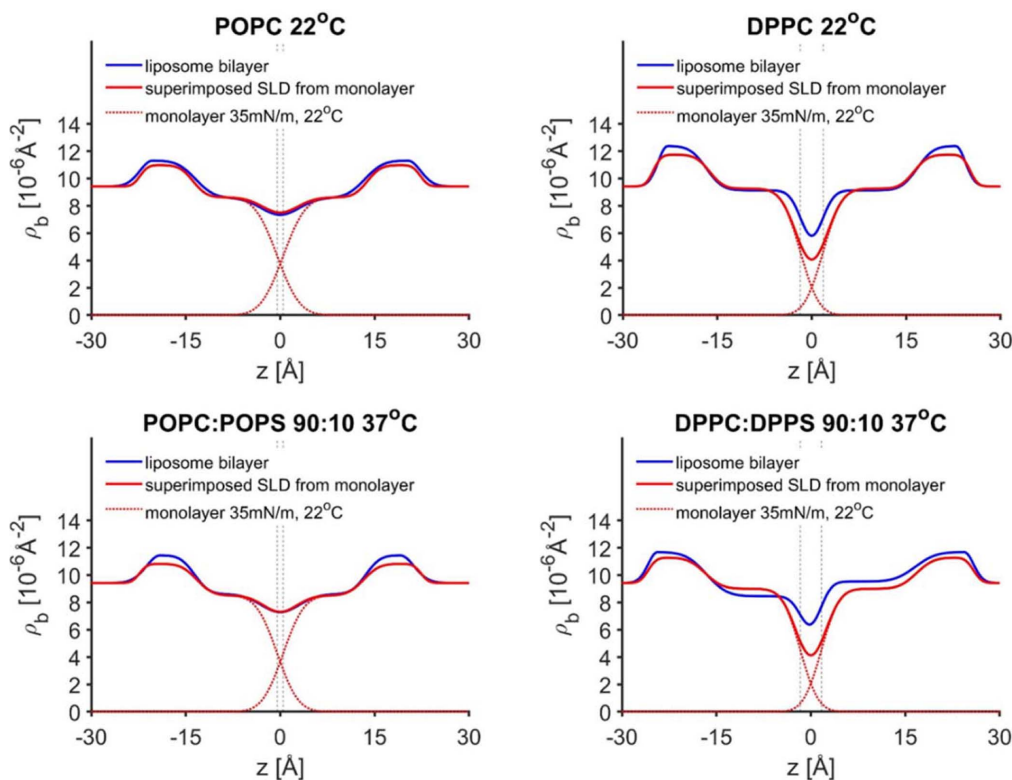 POPC 22°C
liposome bilayer
superimposed SLD from monolayer
monolayer 35mN/m, 22°C
14
12
10
8
6
4
2
0
ρb [10-6Å-2]
-30 -15 0 15 30
z [Å]
DPPC 22°C
liposome bilayer
superimposed SLD from monolayer
monolayer 35mN/m, 22°C
14
12
10
8
6
4
2
0
ρb [10-6Å-2]
-30 -15 0 15 30
z [Å]
POPC:POPS 90:10 37°C
liposome bilayer
superimposed SLD from monolayer
monolayer 35mN/m, 22°C
14
12
10
8
6
4
2
0
ρb [10-6Å-2]
-30 -15 0 15 30
z [Å]
DPPC:DPPS 90:10 37°C
liposome bilayer
superimposed SLD from monolayer
monolayer 35mN/m, 22°C
14
12
10
8
6
4
2
0
ρb [10-6Å-2]
-30 -15 0 15 30
z [Å]